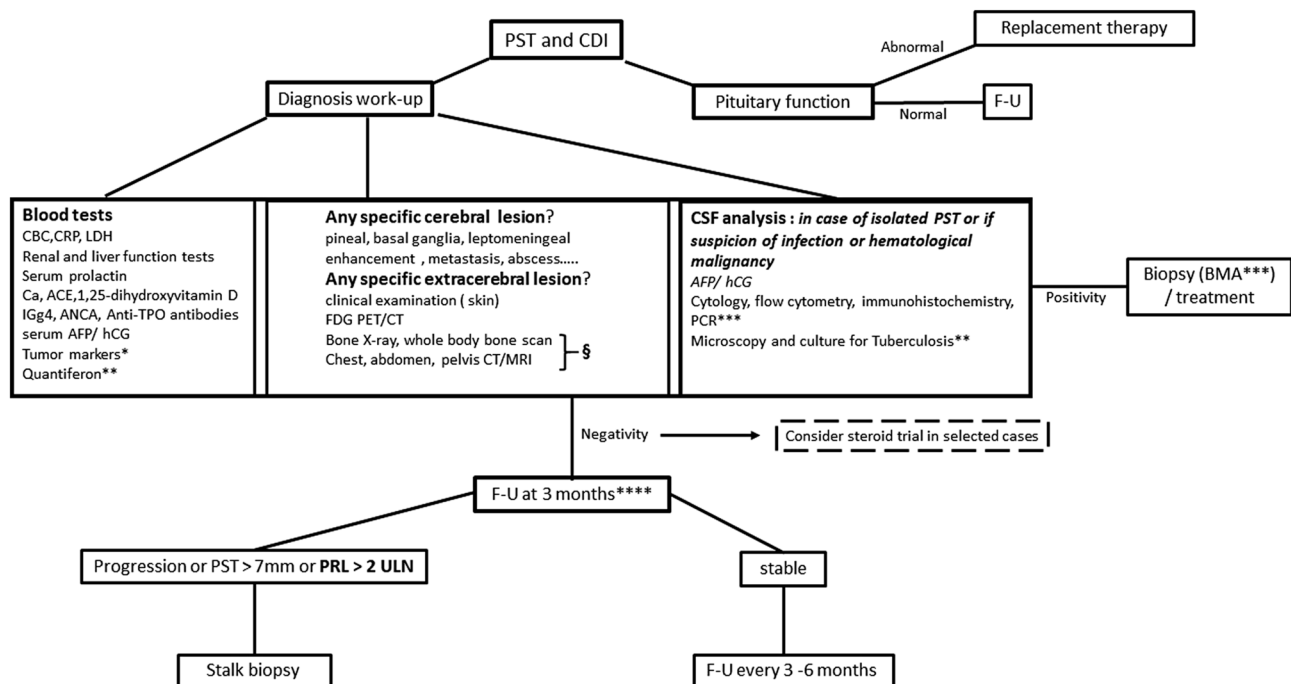 PST and CDI
Replacement therapy
Abnormal
Diagnosis work-up
Pituitary function
F-U
Normal
Blood tests
CBC,CRP, LDH
Renal and liver function tests
Serum prolactin
Ca, ACE,1,25-dihydroxyvitamin D
IGg4, ANCA, Anti-TPO antibodies
serum AFP/ hCG
Tumor markers*
Quantiferon**
Any specific cerebral lesion?
pineal, basal ganglia, leptomeningeal
enhancement , metastasis, abscess.....
Any specific extracerebral lesion?
clinical examination ( skin)
FDG PET/CT
Bone X-ray, whole body bone scan
Chest, abdomen, pelvis CT/MRI
§
CSF analysis : in case of isolated PST or if
suspicion of infection or hematological
malignancy
AFP/ hCG
Cytology, flow cytometry, immunohistochemistry,
PCR***
Microscopy and culture for Tuberculosis**
Positivity
Biopsy (BMA***)
/ treatment
Negativity
Consider steroid trial in selected cases
F-U at 3 months****
Progression or PST > 7mm or PRL > 2 ULN
stable
Stalk biopsy
F-U every 3 -6 months